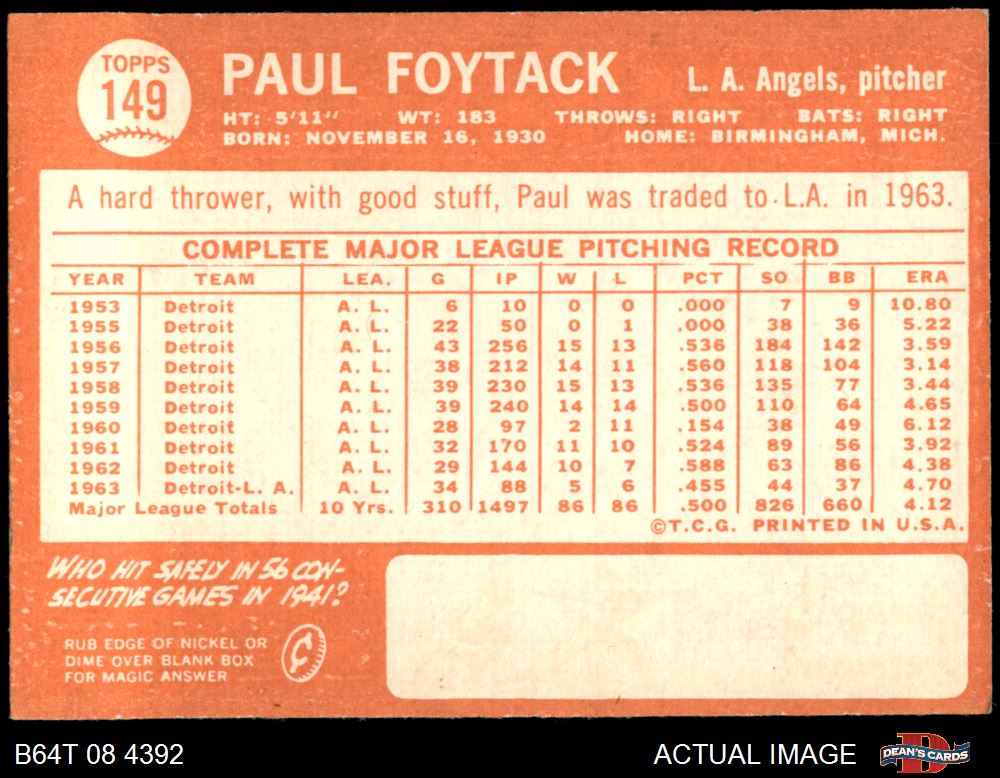 TOPPS
149
PAUL FOYTACK L. A. Angels, pitcher
HT: 5'11" WT: 183 THROWS: RIGHT BATS: RIGHT
BORN: NOVEMBER 16, 1930 HOME: BIRMINGHAM, MICH.
A hard thrower, with good stuff, Paul was traded to L.A. in 1963.
COMPLETE MAJOR LEAGUE PITCHING RECORD
YEAR TEAM LEA. G IP W L PCT SO BB ERA
1953 Detroit A. L. 6 10 0 0 .000 7 9 10.80
1955 Detroit A. L. 22 50 0 1 .000 38 36 5.22
1956 Detroit A. L. 43 256 15 13 .536 184 142 3.59
1957 Detroit A. L. 38 212 14 11 .560 118 104 3.14
1958 Detroit A. L. 39 230 15 13 .536 135 77 3.44
1959 Detroit A. L. 39 240 14 14 .500 110 64 4.65
1960 Detroit A. L. 28 97 2 11 .154 38 49 6.12
1961 Detroit A. L. 32 170 11 10 .524 89 56 3.92
1962 Detroit A. L. 29 144 10 7 .588 63 86 4.38
1963 Detroit-L. A. A. L. 34 88 5 6 .455 44 37 4.70
Major League Totals 10 Yrs. 310 1497 86 86 .500 826 660 4.12
©T.C.G. PRINTED IN U.S.A.
WHO HIT SAFELY IN 56 CON-
SECUTIVE GAMES IN 1941?
RUB EDGE OF NICKEL OR
DIME OVER BLANK BOX
FOR MAGIC ANSWER
¢
B64T 08 4392 ACTUAL IMAGE DEAN'S CARDS